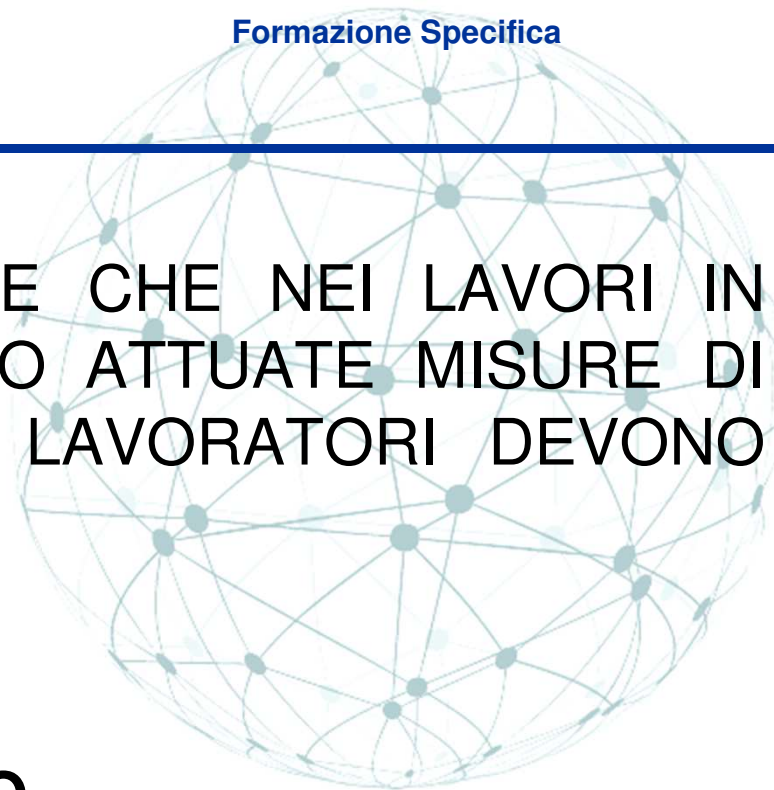 Formazione Specifica
E CHE NEI LAVORI IN
O ATTUATE MISURE DI
LAVORATORI DEVONO